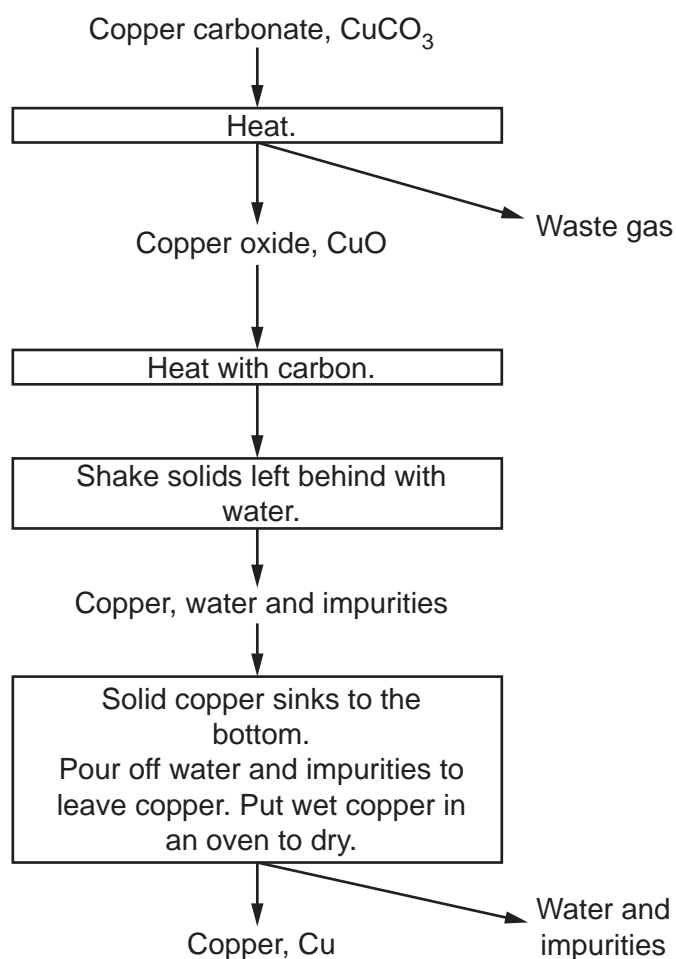 Copper carbonate, CuCO₃
Heat.
Waste gas
Copper oxide, CuO
Heat with carbon.
Shake solids left behind with
water.
Copper, water and impurities
Solid copper sinks to the
bottom.
Pour off water and impurities to
leave copper. Put wet copper in
an oven to dry.
Water and
impurities
Copper, Cu